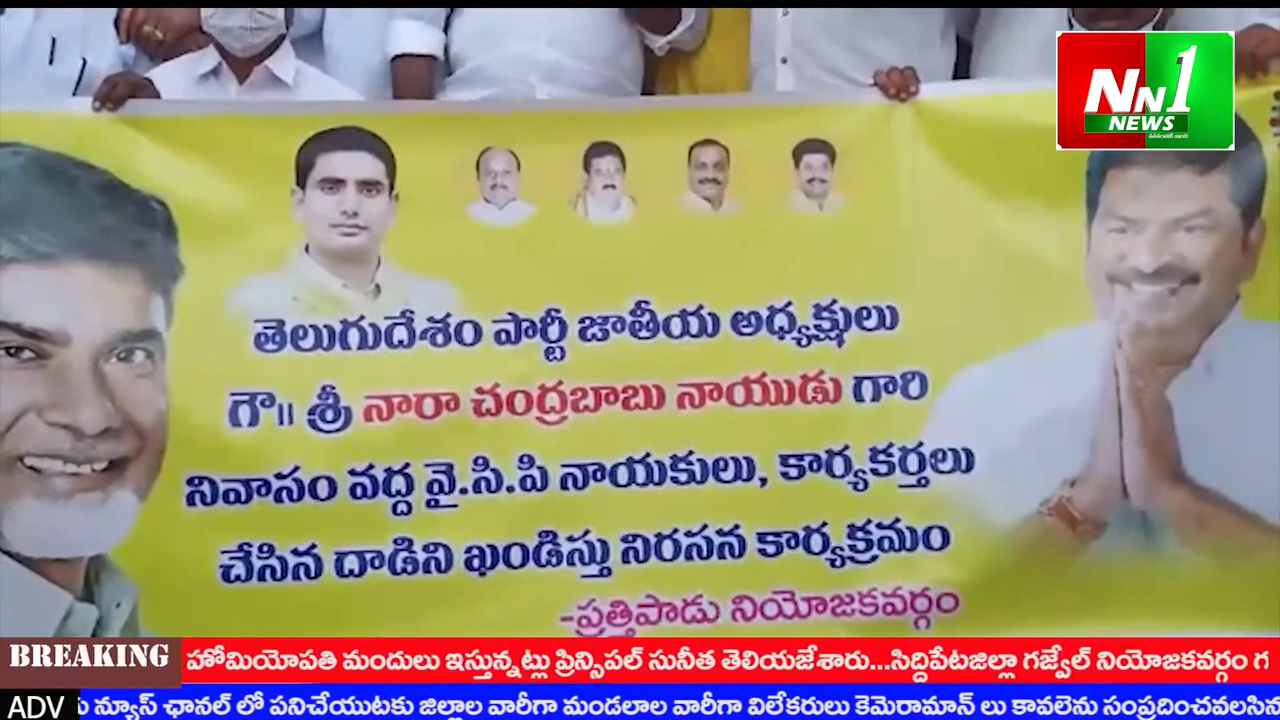 NN1
NEWS
తెలుగుదేశం పార్టీ జాతీయ అధ్యక్షులు
గౌ॥ శ్రీ నారా చంద్రబాబు నాయుడు గారి
నివాసం వద్ద వై.సి.పి నాయకులు, కార్యకర్తలు
చేసిన దాడిని ఖండిస్తు నిరసన కార్యక్రమం
-ప్రత్తిపాడు నియోజకవర్గం
BREAKING హోమియోపతి మందులు ఇస్తున్నట్లు ప్రిన్సిపల్ సునీత తెలియజేశారు...సిద్దిపేటజిల్లా గజ్వేల్ నియోజకవర్గం గ
ADV న్యూస్ ఛానల్ లో పనిచేయుటకు జిల్లాల వారీగా మండలాల వారీగా విలేకరులు కెమెరామాన్ లు కావలెను సంప్రదించవలసిన